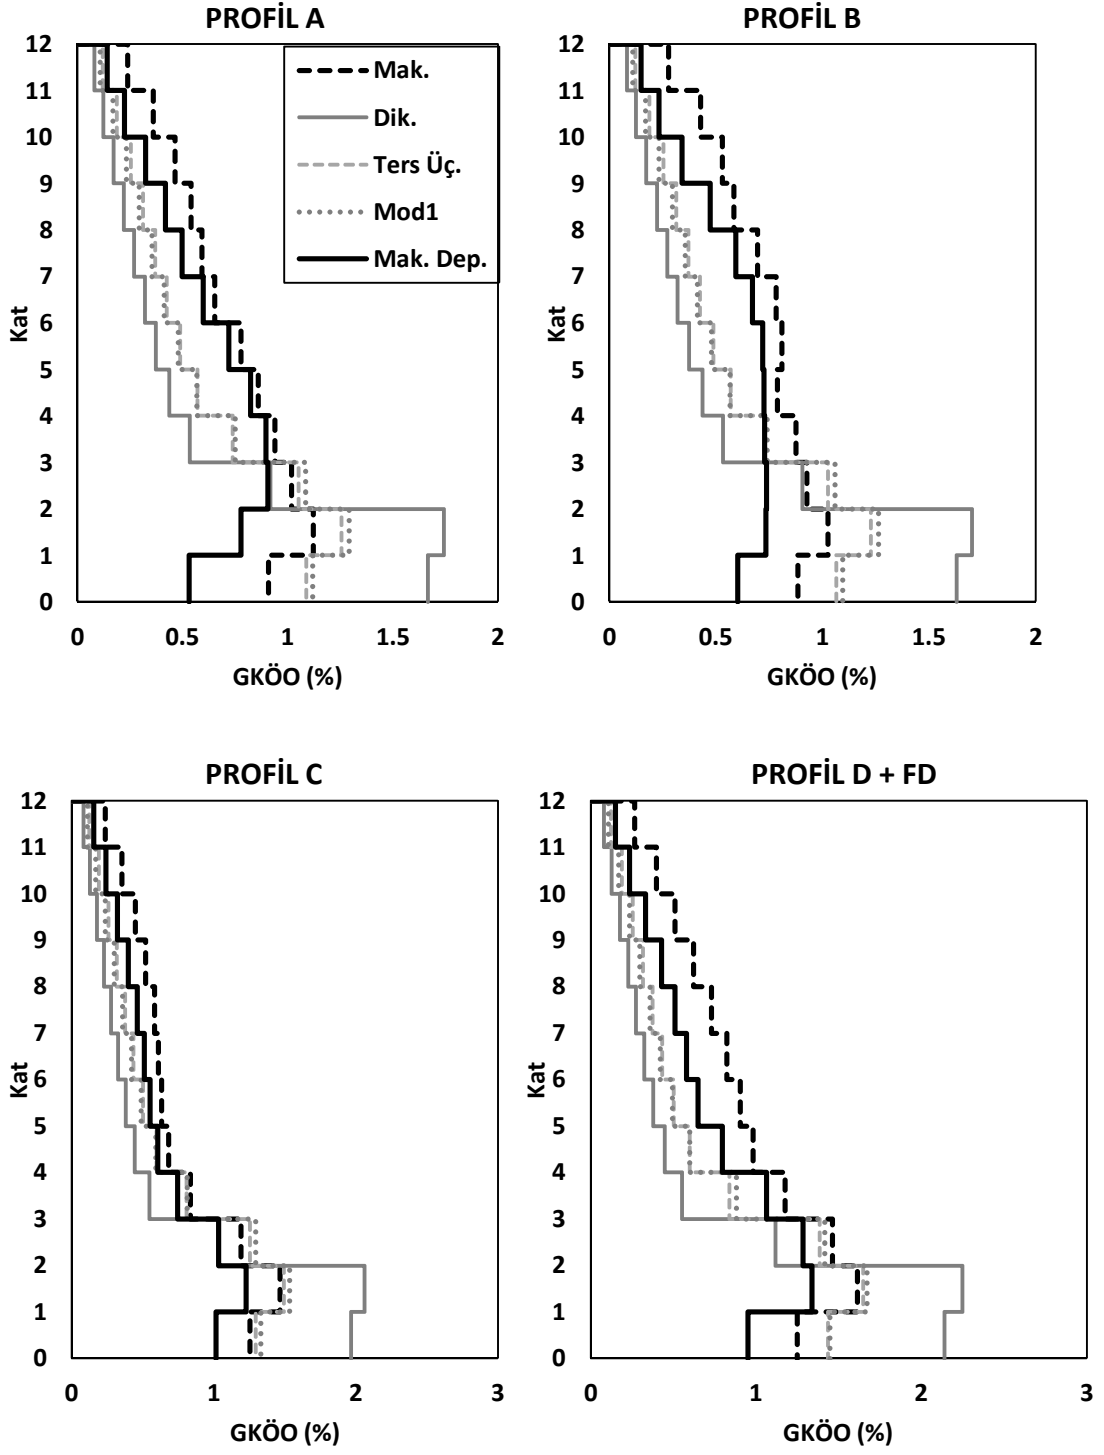 PROFİL A
12
11
10
9
8
7
6
5
4
3
2
1
0
Kat
Mak.
Dik.
Ters Üç.
Mod1
Mak. Dep.
0 0.5 1 1.5 2
GKÖO (%)
PROFİL B
12
11
10
9
8
7
6
5
4
3
2
1
0
Kat
0 0.5 1 1.5 2
GKÖO (%)
PROFİL C
12
11
10
9
8
7
6
5
4
3
2
1
0
Kat
0 1 2 3
GKÖO (%)
PROFİL D + FD
12
11
10
9
8
7
6
5
4
3
2
1
0
Kat
0 1 2 3
GKÖO (%)